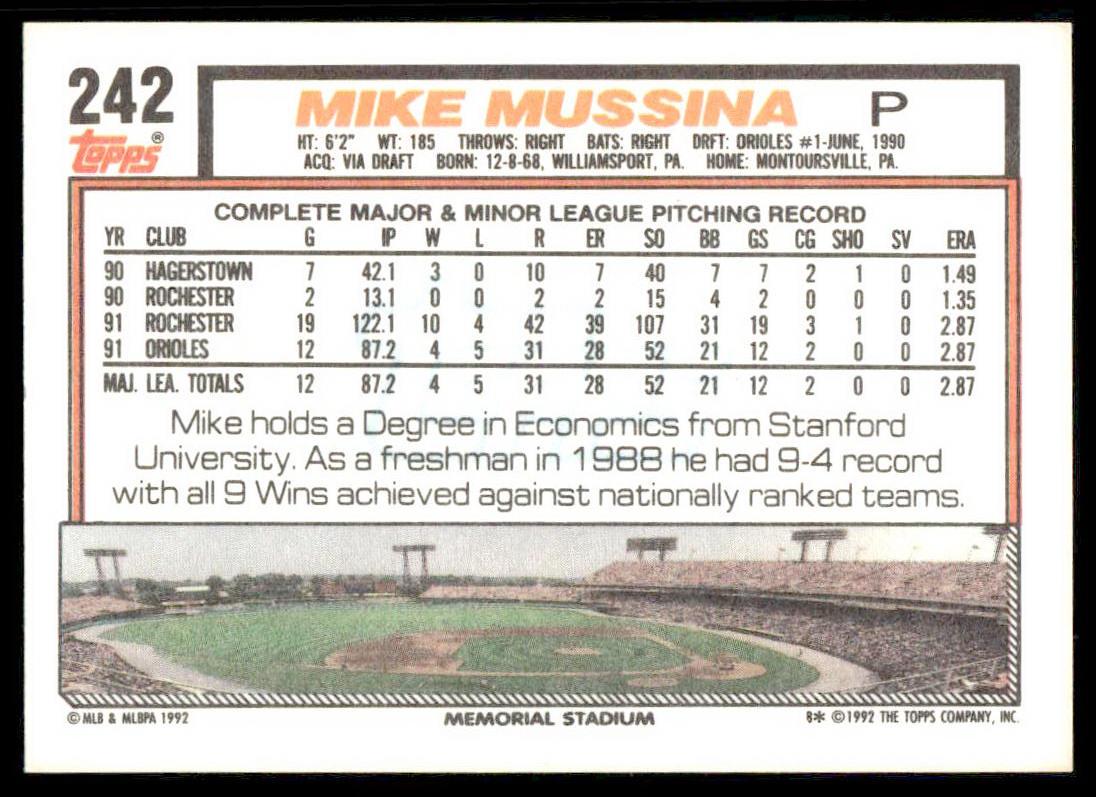 242
Topps®
MIKE MUSSINA P
HT: 6'2" WT: 185 THROWS: RIGHT BATS: RIGHT DRFT: ORIOLES #1-JUNE, 1990
ACQ: VIA DRAFT BORN: 12-8-68, WILLIAMSPORT, PA. HOME: MONTOURSVILLE, PA.
COMPLETE MAJOR & MINOR LEAGUE PITCHING RECORD
YR CLUB G IP W L R ER SO BB GS CG SHO SV ERA
90 HAGERSTOWN 7 42.1 3 0 10 7 40 7 7 2 1 0 1.49
90 ROCHESTER 2 13.1 0 0 2 2 15 4 2 0 0 0 1.35
91 ROCHESTER 19 122.1 10 4 42 39 107 31 19 3 1 0 2.87
91 ORIOLES 12 87.2 4 5 31 28 52 21 12 2 0 0 2.87
MAJ. LEA. TOTALS 12 87.2 4 5 31 28 52 21 12 2 0 0 2.87
Mike holds a Degree in Economics from Stanford
University. As a freshman in 1988 he had 9-4 record
with all 9 Wins achieved against nationally ranked teams.
© MLB & MLBPA 1992 MEMORIAL STADIUM B* © 1992 THE TOPPS COMPANY, INC.